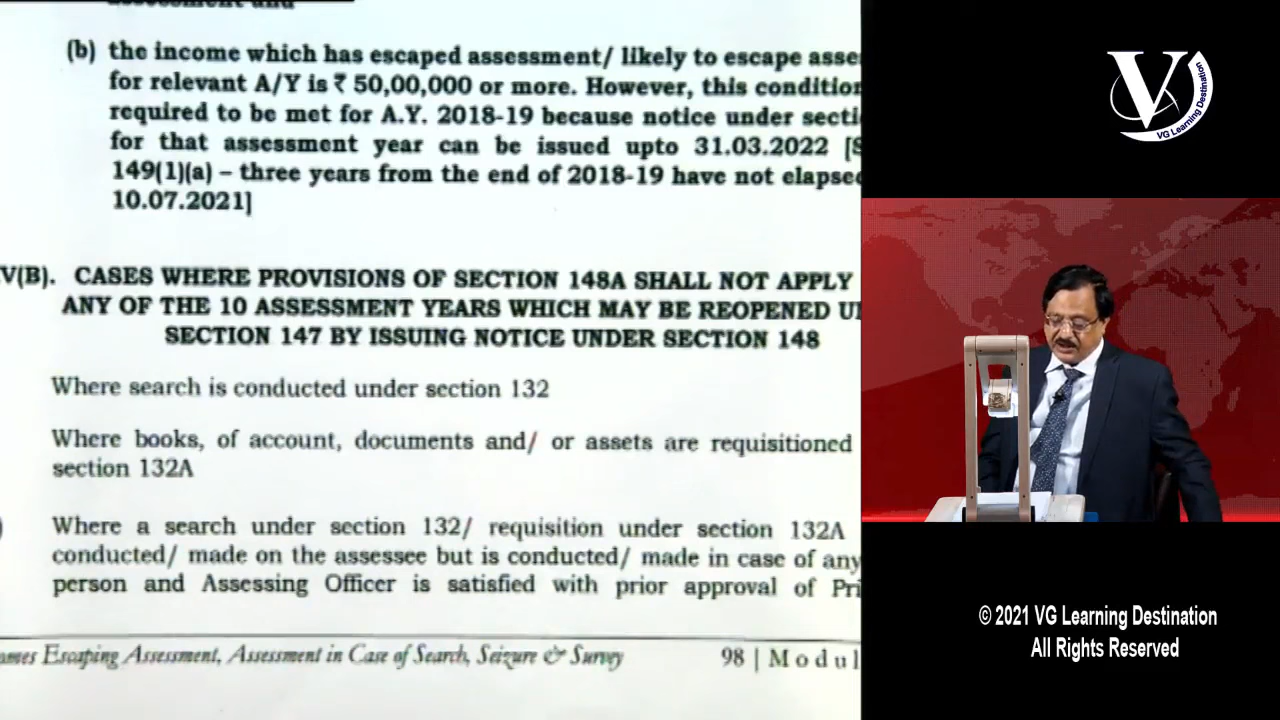 assessment and
(b) the income which has escaped assessment/ likely to escape asse
for relevant A/Y is ₹ 50,00,000 or more. However, this condition
required to be met for A.Y. 2018-19 because notice under secti
for that assessment year can be issued upto 31.03.2022 [S
149(1)(a) – three years from the end of 2018-19 have not elapsed
10.07.2021]
V(B). CASES WHERE PROVISIONS OF SECTION 148A SHALL NOT APPLY
ANY OF THE 10 ASSESSMENT YEARS WHICH MAY BE REOPENED U
SECTION 147 BY ISSUING NOTICE UNDER SECTION 148
Where search is conducted under section 132
Where books, of account, documents and/ or assets are requisitioned
section 132A
) Where a search under section 132/ requisition under section 132A
conducted/ made on the assessee but is conducted/ made in case of any
person and Assessing Officer is satisfied with prior approval of Pri
omes Escaping Assessment, Assessment in Case of Search, Seizure & Survey
98 | Modul
V
VG Learning Destination
© 2021 VG Learning Destination
All Rights Reserved